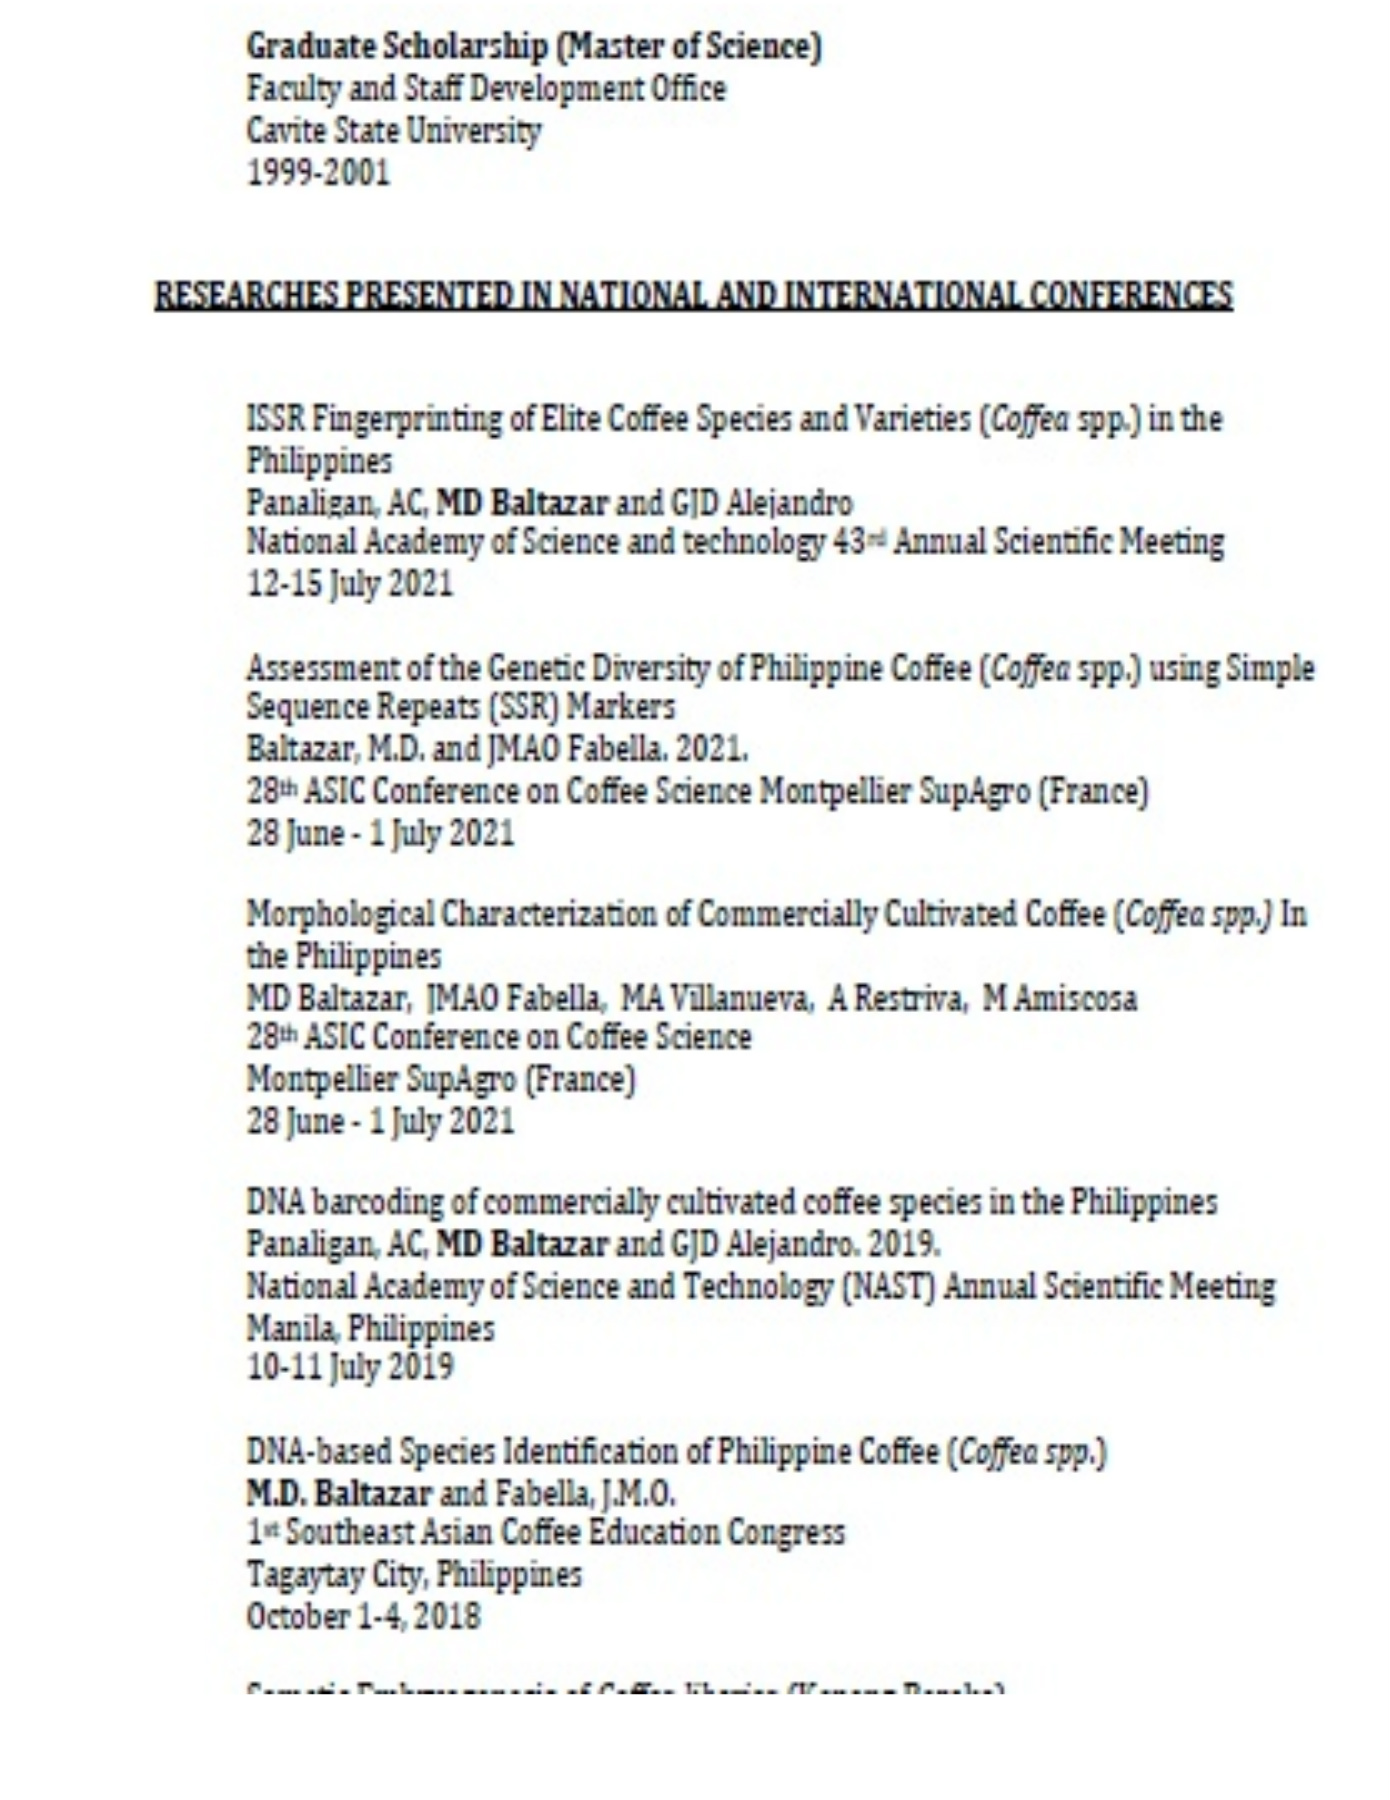 Graduate Scholarship (Master of Science)
Faculty and Staff Development Office
Cavite State University
1999-2001
RESEARCHES PRESENTED IN NATIONAL AND INTERNATIONAL CONFERENCES
ISSR Fingerprinting of Elite Coffee Species and Varieties (Coffea spp.) in the
Philippines
Panaligan, AC, MD Baltazar and GJD Alejandro
National Academy of Science and technology 43rd Annual Scientific Meeting
12-15 July 2021
Assessment of the Genetic Diversity of Philippine Coffee (Coffea spp.) using Simple
Sequence Repeats (SSR) Markers
Baltazar, M.D. and JMAO Fabella. 2021.
28th ASIC Conference on Coffee Science Montpellier SupAgro (France)
28 June - 1 July 2021
Morphological Characterization of Commercially Cultivated Coffee (Coffea spp.) In
the Philippines
MD Baltazar, JMAO Fabella, MA Villanueva, A Restriva, M Amiscosa
28th ASIC Conference on Coffee Science
Montpellier SupAgro (France)
28 June - 1 July 2021
DNA barcoding of commercially cultivated coffee species in the Philippines
Panaligan, AC, MD Baltazar and GJD Alejandro. 2019.
National Academy of Science and Technology (NAST) Annual Scientific Meeting
Manila, Philippines
10-11 July 2019
DNA-based Species Identification of Philippine Coffee (Coffea spp.)
M.D. Baltazar and Fabella, J.M.O.
1st Southeast Asian Coffee Education Congress
Tagaytay City, Philippines
October 1-4, 2018
Somatic Embryogenesis of Coffea liberica (Kapeng Barako)